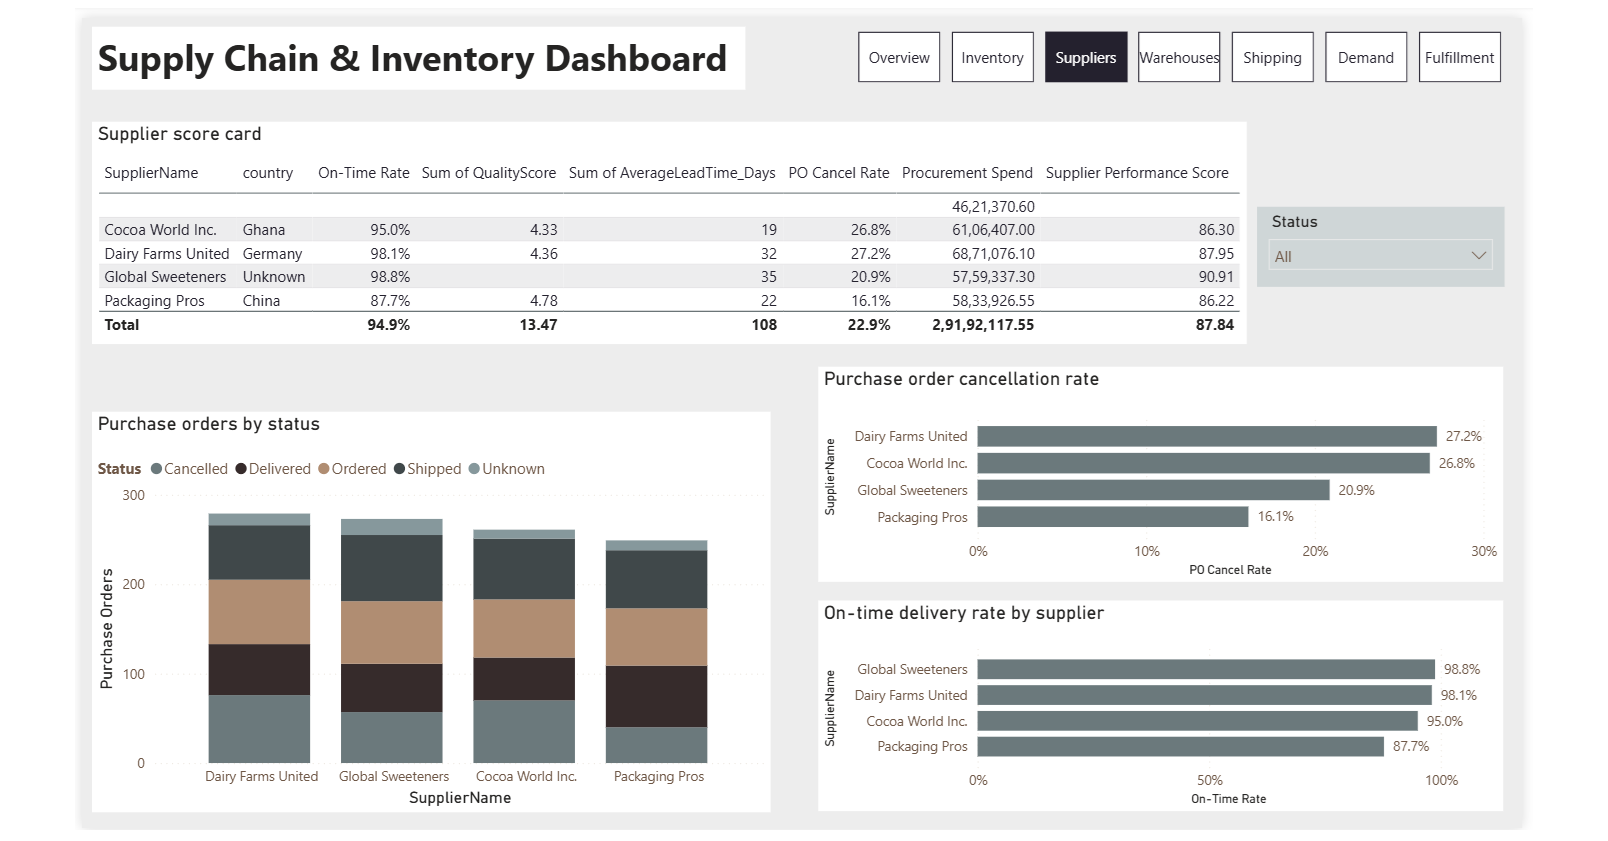 Supply Chain & Inventory Dashboard
Overview Inventory Suppliers Warehouses Shipping Demand Fulfillment
Supplier score card
SupplierName country On-Time Rate Sum of QualityScore Sum of AverageLeadTime_Days PO Cancel Rate Procurement Spend Supplier Performance Score
46,21,370.60
Cocoa World Inc. Ghana 95.0% 4.33 19 26.8% 61,06,407.00 86.30
Dairy Farms United Germany 98.1% 4.36 32 27.2% 68,71,076.10 87.95
Global Sweeteners Unknown 98.8% 35 20.9% 57,59,337.30 90.91
Packaging Pros China 87.7% 4.78 22 16.1% 58,33,926.55 86.22
Total 94.9% 13.47 108 22.9% 2,91,92,117.55 87.84
Status
All
Purchase orders by status
Status Cancelled Delivered Ordered Shipped Unknown
300
200
100
0
Purchase Orders
Dairy Farms United Global Sweeteners Cocoa World Inc. Packaging Pros
SupplierName
Purchase order cancellation rate
SupplierName
Dairy Farms United 27.2%
Cocoa World Inc. 26.8%
Global Sweeteners 20.9%
Packaging Pros 16.1%
0% 10% 20% 30%
PO Cancel Rate
On-time delivery rate by supplier
SupplierName
Global Sweeteners 98.8%
Dairy Farms United 98.1%
Cocoa World Inc. 95.0%
Packaging Pros 87.7%
0% 50% 100%
On-Time Rate